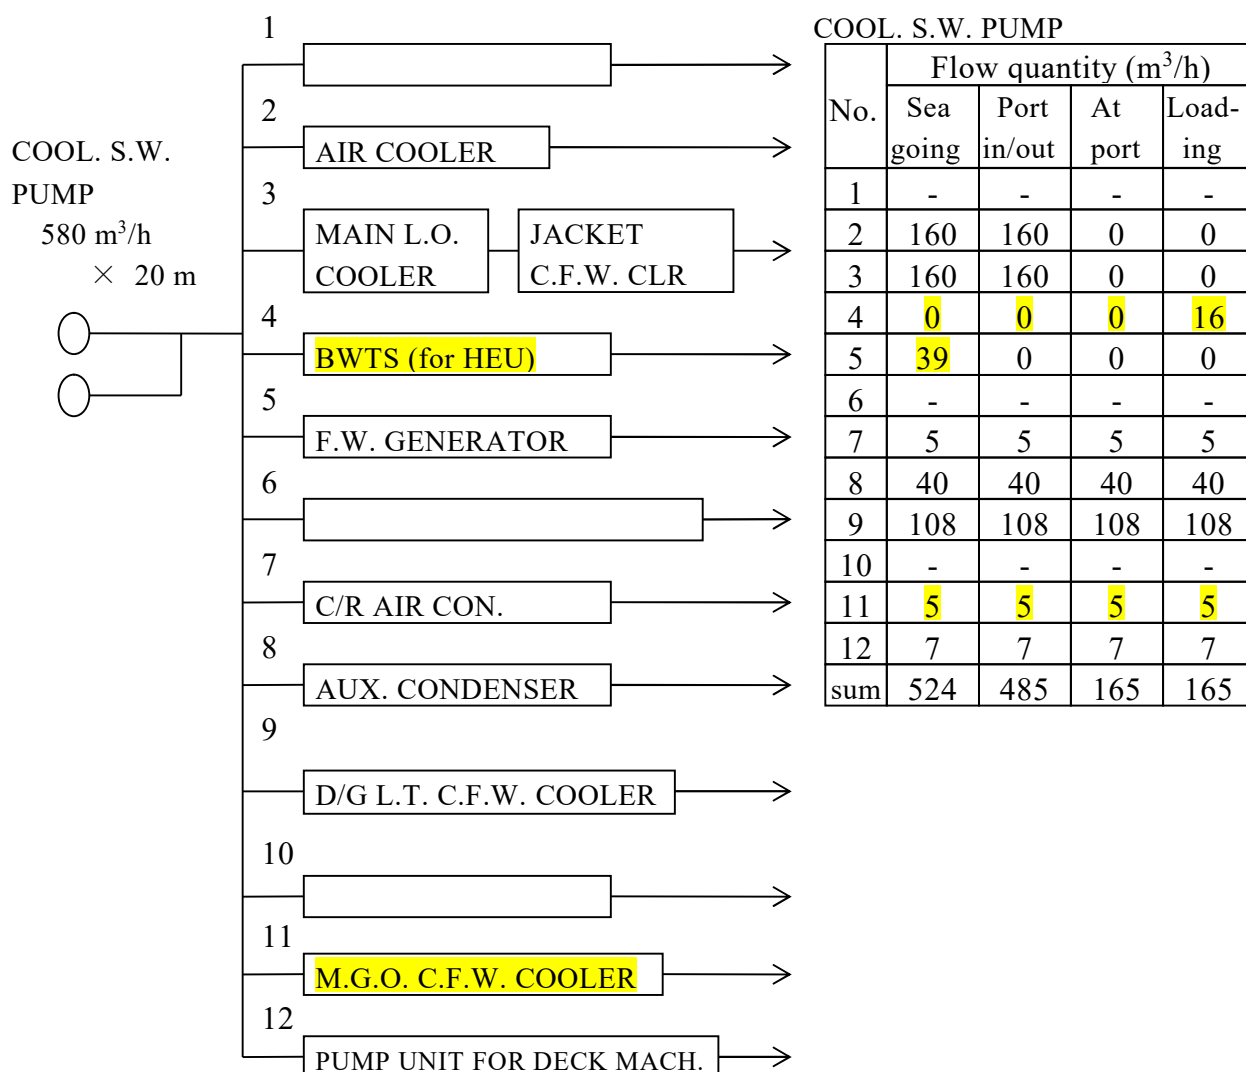 COOL. S.W.
PUMP
580 m³/h
× 20 m
1
2
AIR COOLER
3
MAIN L.O.
COOLER
JACKET
C.F.W. CLR
4
BWTS (for HEU)
5
F.W. GENERATOR
6
7
C/R AIR CON.
8
AUX. CONDENSER
9
D/G L.T. C.F.W. COOLER
10
11
M.G.O. C.F.W. COOLER
12
PUMP UNIT FOR DECK MACH.
COOL. S.W. PUMP
No. Flow quantity (m³/h)
Sea Port At Load-
going in/out port ing
1 - - - -
2 160 160 0 0
3 160 160 0 0
4 0 0 0 16
5 39 0 0 0
6 - - - -
7 5 5 5 5
8 40 40 40 40
9 108 108 108 108
10 - - - -
11 5 5 5 5
12 7 7 7 7
sum 524 485 165 165